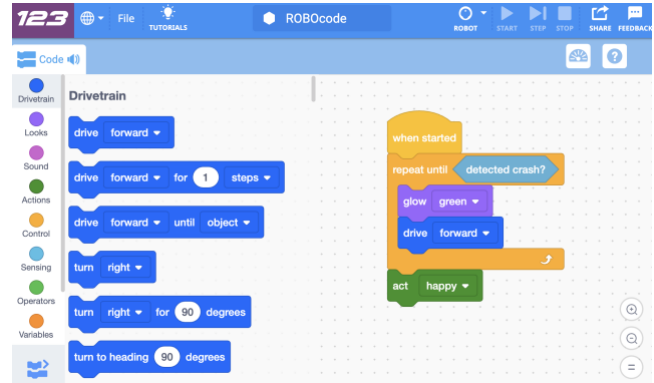 123 File TUTORIALS ROBOcode ROBOT START STEP STOP SHARE FEEDBACK
Code
?
Drivetrain
Looks
Sound
Actions
Control
Sensing
Operators
Variables
Drivetrain
drive forward
drive forward for 1 steps
drive forward until object
turn right
turn right for 90 degrees
turn to heading 90 degrees
when started
repeat until detected crash?
glow green
drive forward
act happy